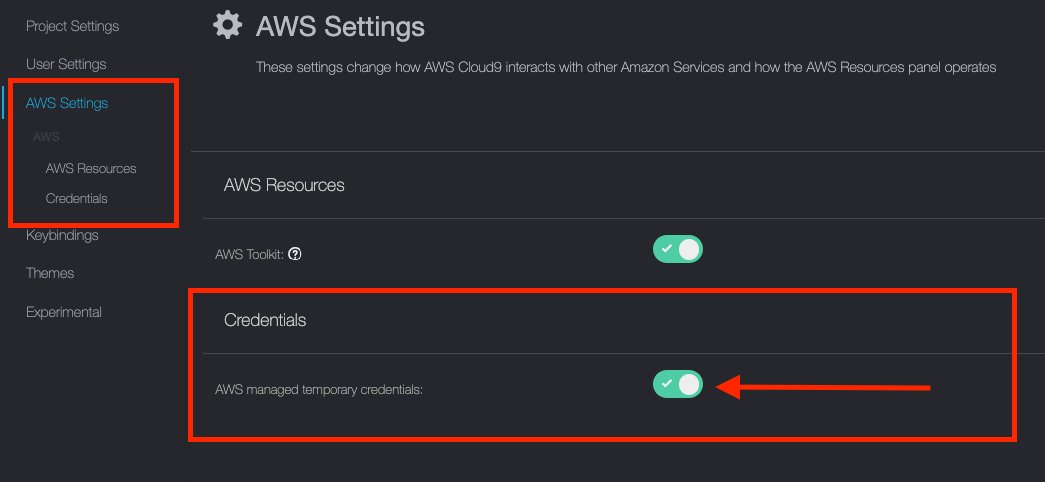 Project Settings
User Settings
AWS Settings
AWS
AWS Resources
Credentials
Keybindings
Themes
Experimental
AWS Settings
These settings change how AWS Cloud9 interacts with other Amazon Services and how the AWS Resources panel operates
AWS Resources
AWS Toolkit: ?
Credentials
AWS managed temporary credentials: